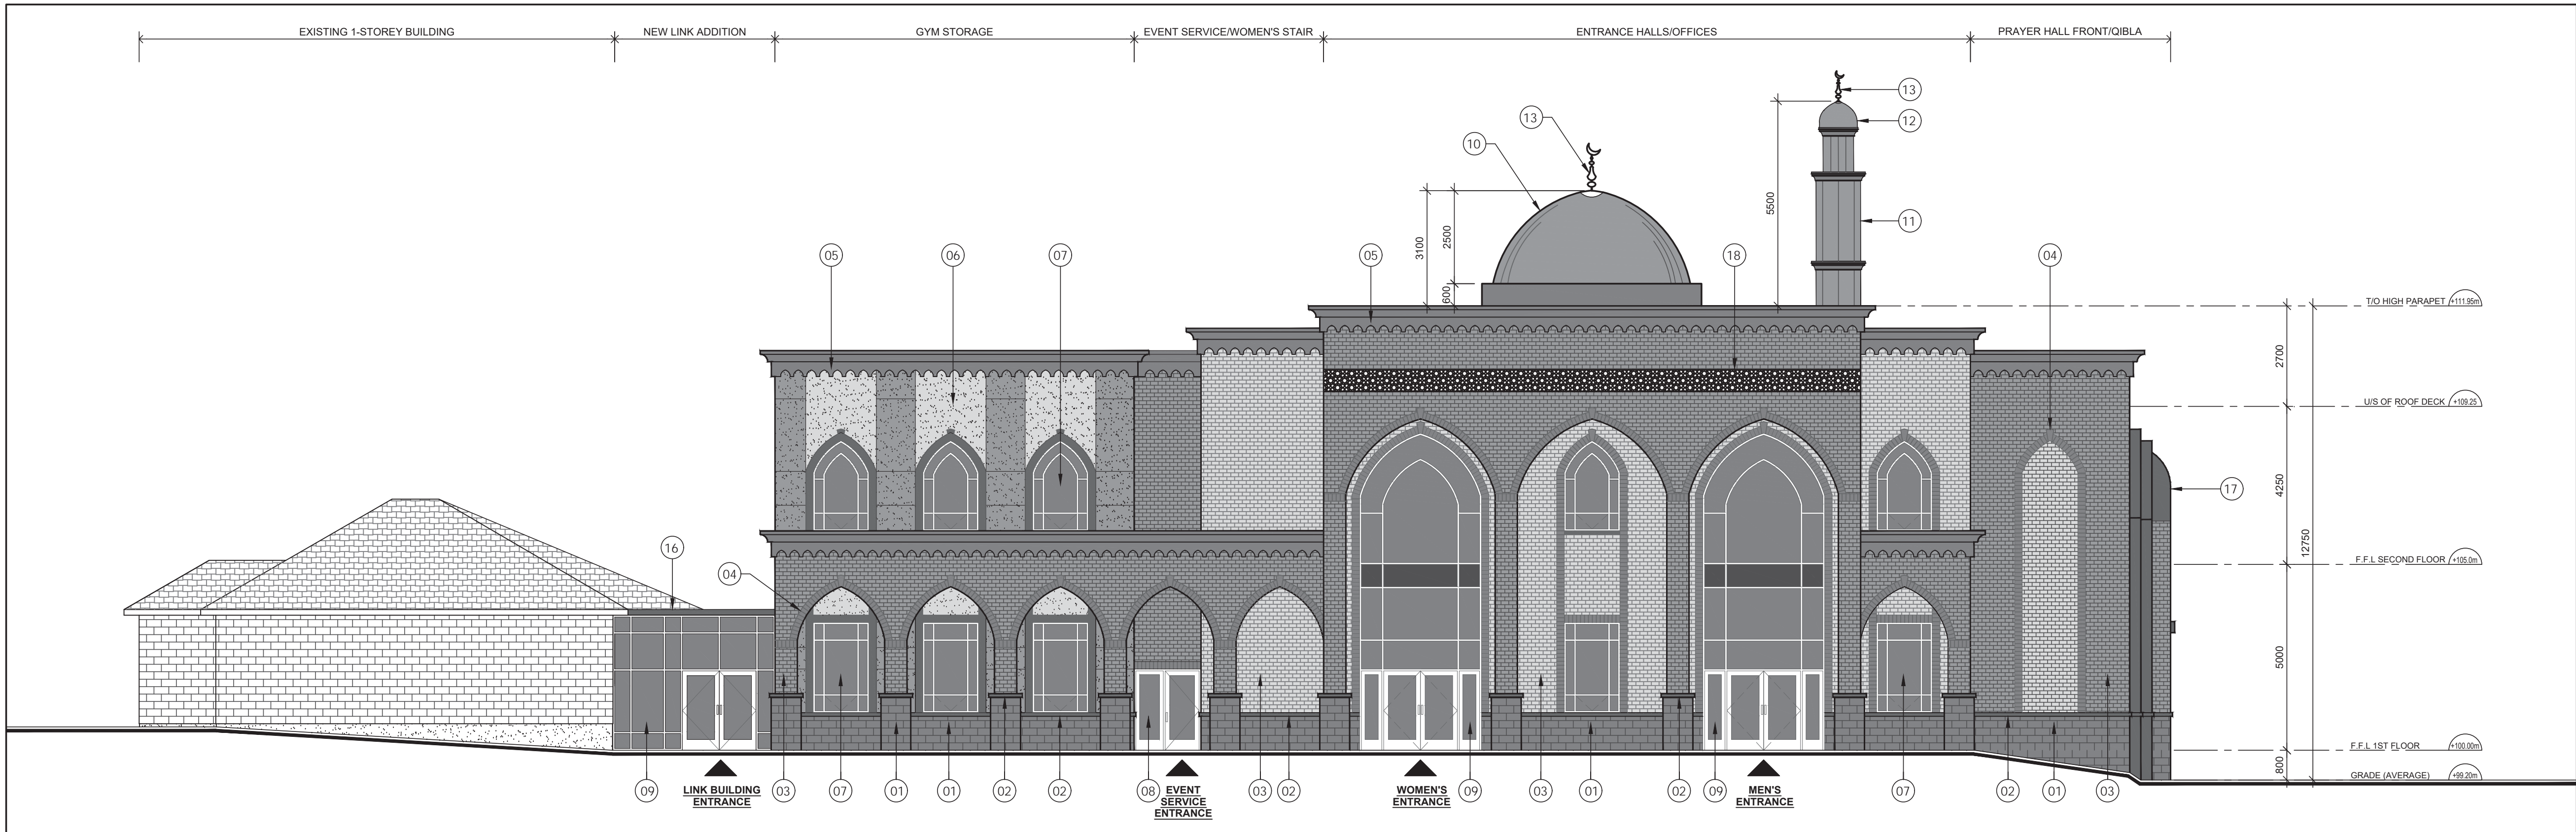 EXISTING 1-STOREY BUILDING
NEW LINK ADDITION
GYM STORAGE
EVENT SERVICE/WOMEN'S STAIR
ENTRANCE HALLS/OFFICES
PRAYER HALL FRONT/QIBLA
13
12
11
13
10
5500
3100
2500
600
05
06
07
05
18
04
T/O HIGH PARAPET +111.95m
2700
U/S OF ROOF DECK +109.25
4250
12750
17
16
04
F.F.L SECOND FLOOR +105.0m
5000
F.F.L 1ST FLOOR +100.00m
800
GRADE (AVERAGE) +99.20m
09
LINK BUILDING
ENTRANCE
03
07
01
01
02
02
08
EVENT
SERVICE
ENTRANCE
03
02
WOMEN'S
ENTRANCE
09
03
01
02
09
MEN'S
ENTRANCE
07
02
01
03